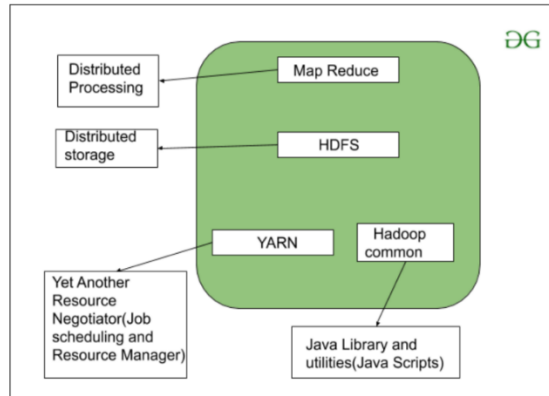 Distributed
Processing
Map Reduce
Distributed
storage
HDFS
YARN
Hadoop
common
Yet Another
Resource
Negotiator(Job
scheduling and
Resource Manager)
Java Library and
utilities(Java Scripts)